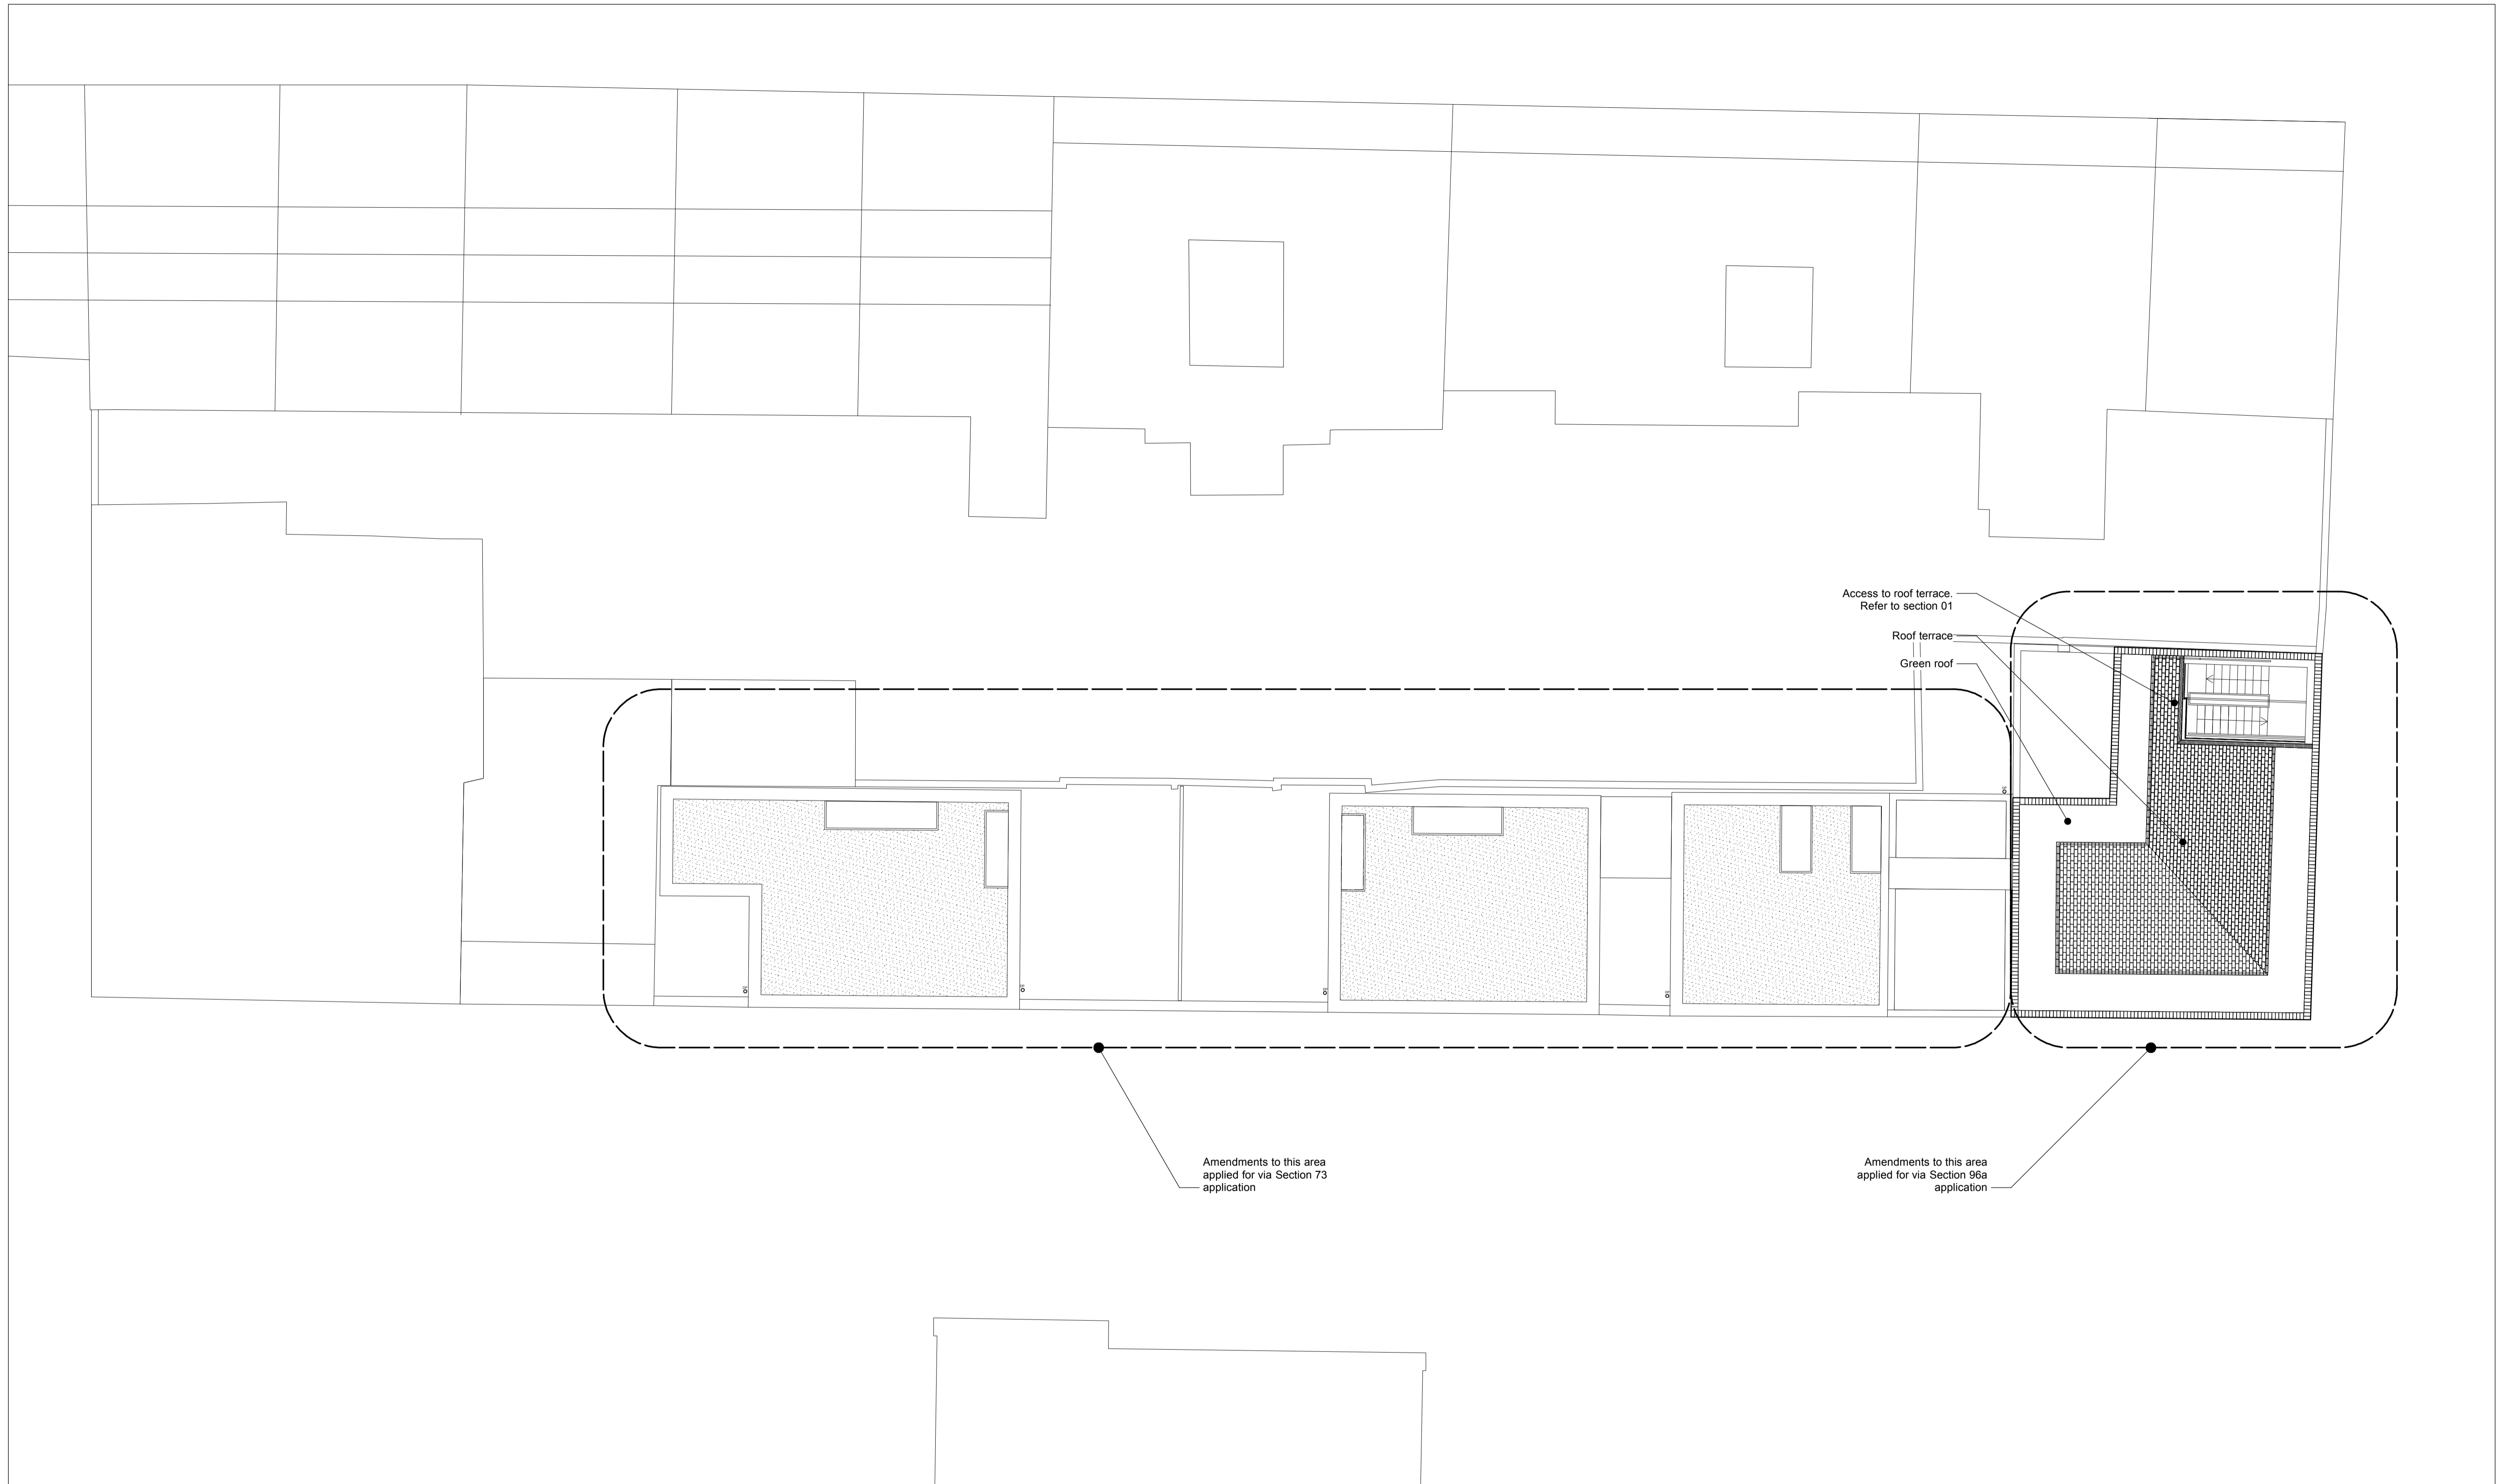 Access to roof terrace.
Refer to section 01
Roof terrace
Green roof
Amendments to this area
applied for via Section 73
application
Amendments to this area
applied for via Section 96a
application